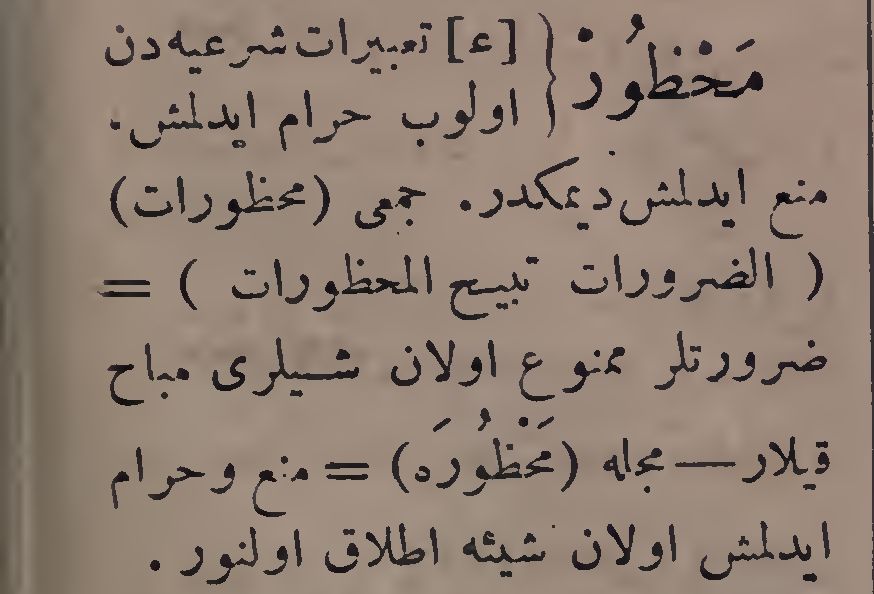 مَحْظُورْ } [ع] تعبيرات شرعيه‌دن
اولوب حرام ايدلمش.
منع ايدلمش ديمكدر. جمعى (محظورات)
( الضرورات تبيح المحظورات ) =
ضرورتلر ممنوع اولان شيلرى مباح
قيلار — مجله (مَحْظُورَه) = منع وحرام
ايدلمش اولان شيئه اطلاق اولنور .